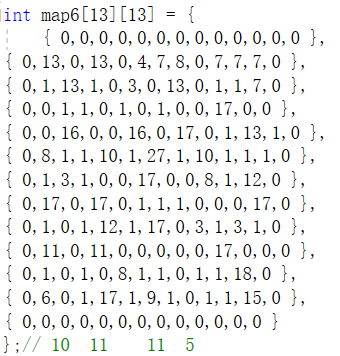 int map6[13][13] = {
{ 0,0,0,0,0,0,0,0,0,0,0,0,0 },
{ 0,13,0,13,0,4,7,8,0,7,7,7,0 },
{ 0,1,13,1,0,3,0,13,0,1,1,7,0 },
{ 0,0,1,1,0,1,0,1,0,0,17,0,0 },
{ 0,0,16,0,0,16,0,17,0,1,13,1,0 },
{ 0,8,1,1,10,1,27,1,10,1,1,1,0 },
{ 0,1,3,1,0,0,17,0,0,8,1,12,0 },
{ 0,17,0,17,0,1,1,1,0,0,0,17,0 },
{ 0,1,0,1,12,1,17,0,3,1,3,1,0 },
{ 0,11,0,11,0,0,0,0,0,17,0,0,0 },
{ 0,1,0,1,0,8,1,1,0,1,1,18,0 },
{ 0,6,0,1,17,1,9,1,0,1,1,15,0 },
{ 0,0,0,0,0,0,0,0,0,0,0,0,0 }
};// 10 11 11 5